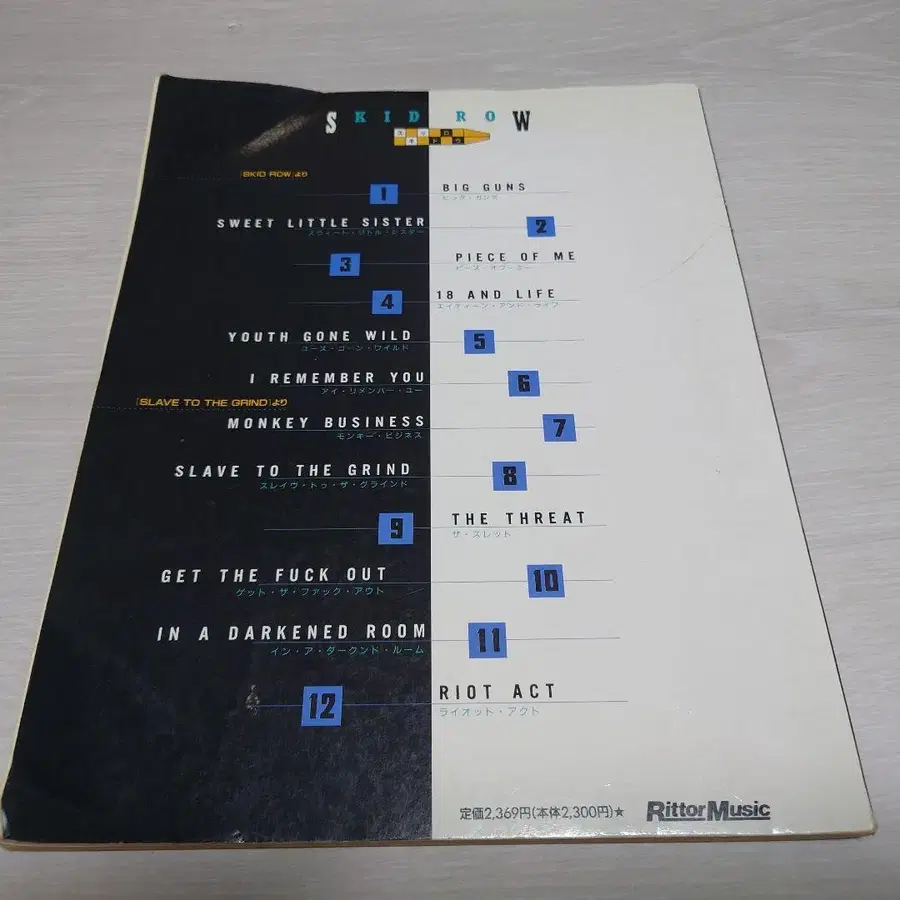 SKID ROW
スキッド
ロウ
[SKID ROW]より
1 BIG GUNS
ビッグ・ガンズ
SWEET LITTLE SISTER 2
スウィート・リトル・シスター
3 PIECE OF ME
ピース・オブ・ミー
4 18 AND LIFE
エイティーン・アンド・ライフ
YOUTH GONE WILD 5
ユース・ゴーン・ワイルド
I REMEMBER YOU 6
アイ・リメンバー・ユー
[SLAVE TO THE GRIND]より
MONKEY BUSINESS 7
モンキー・ビジネス
SLAVE TO THE GRIND 8
スレイヴ・トゥ・ザ・グラインド
9 THE THREAT
ザ・スレット
GET THE FUCK OUT 10
ゲット・ザ・ファック・アウト
IN A DARKENED ROOM 11
イン・ア・ダークンド・ルーム
12 RIOT ACT
ライオット・アクト
定価2,369円(本体2,300円)★ Rittor Music